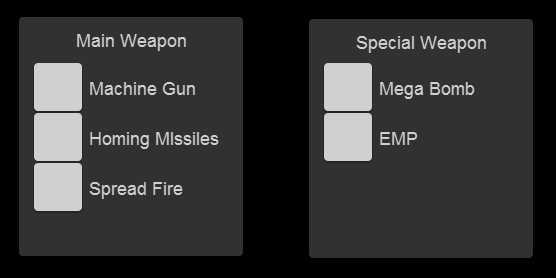 Main Weapon
Machine Gun
Homing MIssiles
Spread Fire
Special Weapon
Mega Bomb
EMP